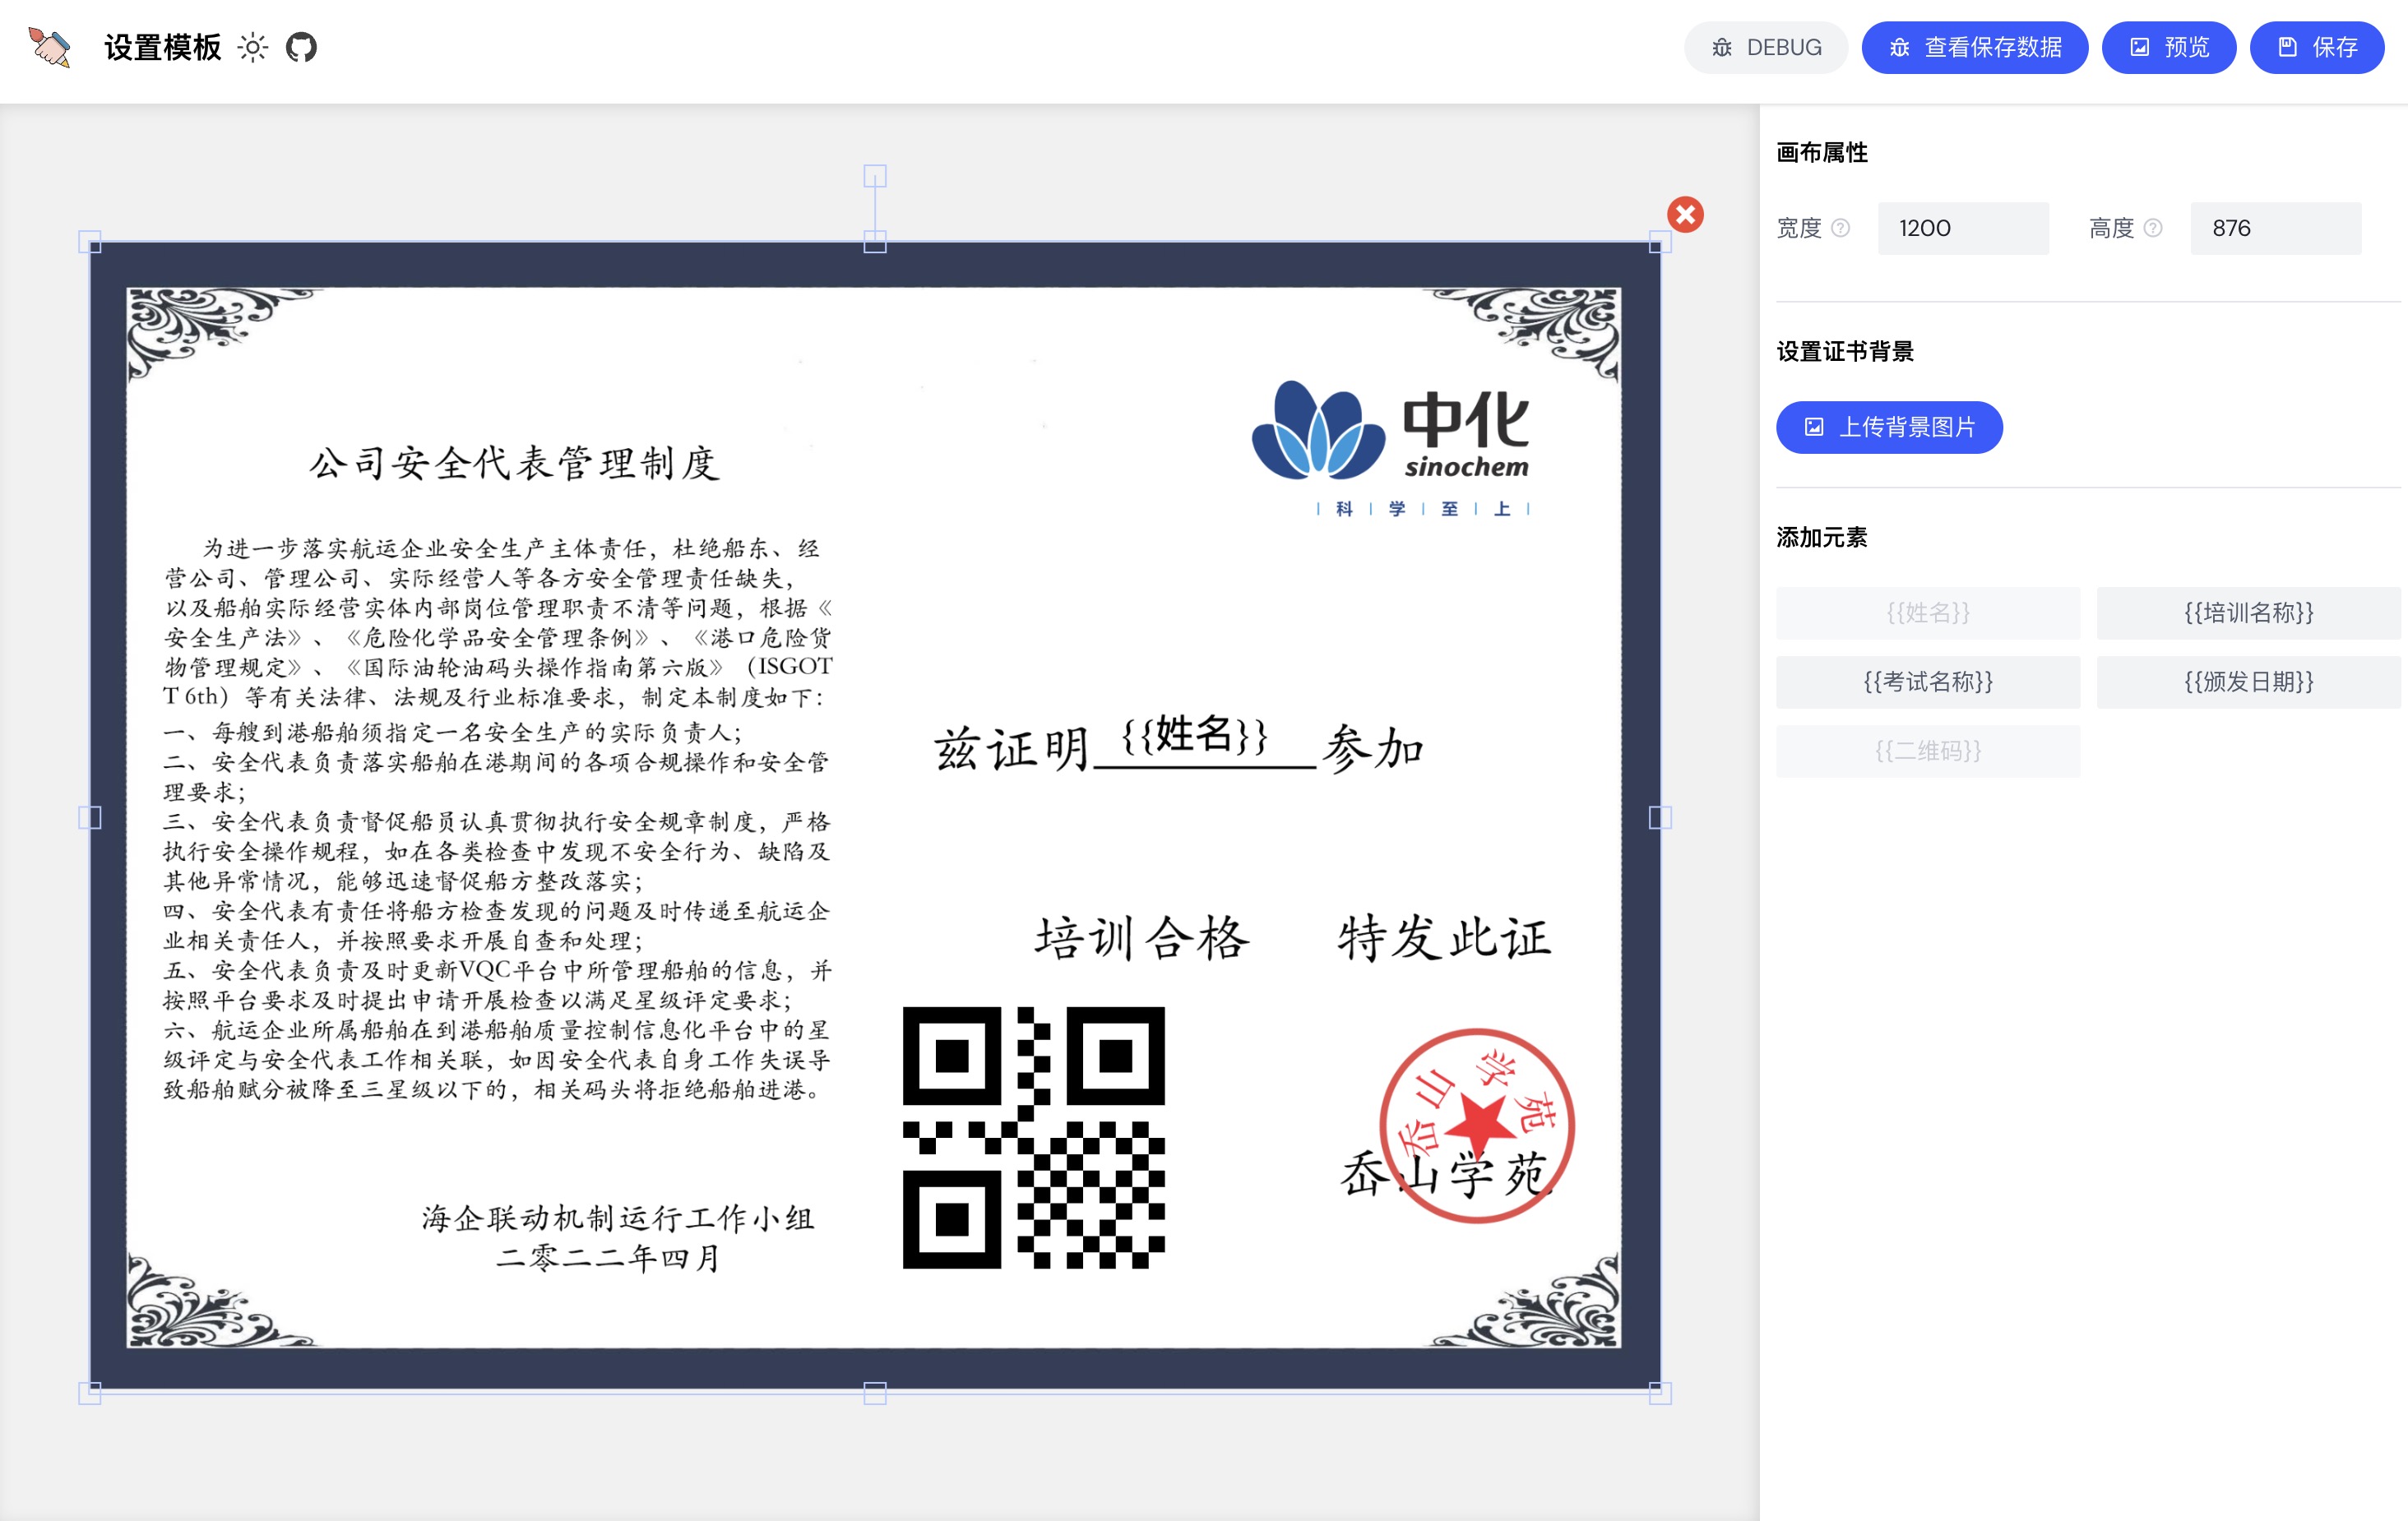 设置模板
DEBUG
查看保存数据
预览
保存
公司安全代表管理制度
为进一步落实航运企业安全生产主体责任，杜绝船东、经
营公司、管理公司、实际经营人等各方安全管理责任缺失，
以及船舶实际经营实体内部岗位管理职责不清等问题，根据《
安全生产法》、《危险化学品安全管理条例》、《港口危险货
物管理规定》、《国际油轮油码头操作指南第六版》（ISGOT
T 6th）等有关法律、法规及行业标准要求，制定本制度如下：
一、每艘到港船舶须指定一名安全生产的实际负责人；
二、安全代表负责落实船舶在港期间的各项合规操作和安全管
理要求；
三、安全代表负责督促船员认真贯彻执行安全规章制度，严格
执行安全操作规程，如在各类检查中发现不安全行为、缺陷及
其他异常情况，能够迅速督促船方整改落实；
四、安全代表有责任将船方检查发现的问题及时传递至航运企
业相关责任人，并按照要求开展自查和处理；
五、安全代表负责及时更新VQC平台中所管理船舶的信息，并
按照平台要求及时提出申请开展检查以满足星级评定要求；
六、航运企业所属船舶在到港船舶质量控制信息化平台中的星
级评定与安全代表工作相关联，如因安全代表自身工作失误导
致船舶赋分被降至三星级以下的，相关码头将拒绝船舶进港。
海企联动机制运行工作小组
二零二二年四月
中化
sinochem
科 | 学 | 至 | 上
兹证明 {{姓名}} 参加
培训合格 特发此证
岙山学苑
岙山学苑
画布属性
宽度 1200 高度 876
设置证书背景
上传背景图片
添加元素
{{姓名}} {{培训名称}}
{{考试名称}} {{颁发日期}}
{{二维码}}